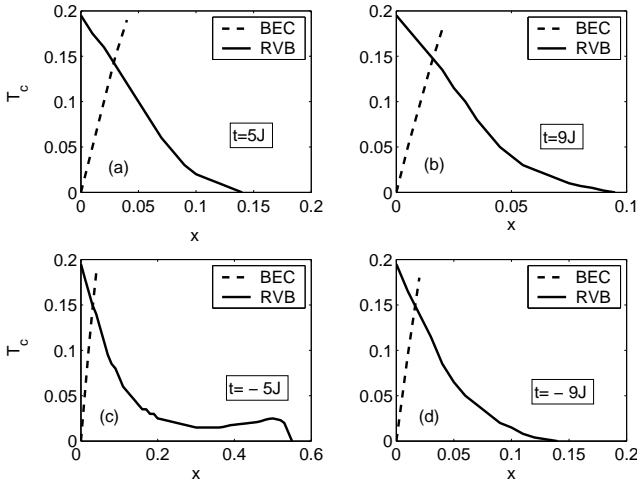 BEC
RVB
0.2
0.15
0.1
0.05
0
T_c
t=5J
(a)
0 0.05 0.1 0.15 0.2
x
BEC
RVB
0.2
0.15
0.1
0.05
0
t=9J
(b)
0 0.05 0.1
x
BEC
RVB
0.2
0.15
0.1
0.05
0
T_c
t= - 5J
(c)
0 0.2 0.4 0.6
x
BEC
RVB
0.2
0.15
0.1
0.05
0
t= - 9J
(d)
0 0.05 0.1 0.15 0.2
x